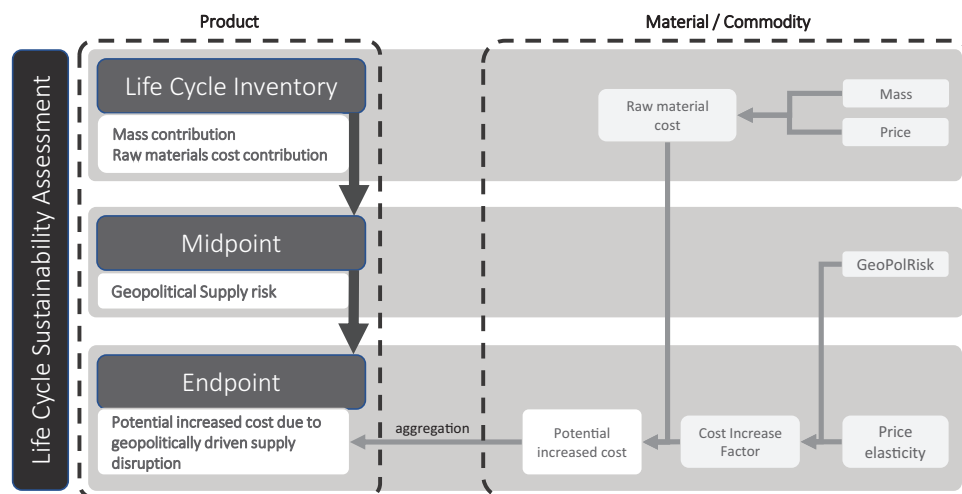 Product
Material / Commodity
Life Cycle Sustainability Assessment
Life Cycle Inventory
Mass contribution
Raw materials cost contribution
Raw material
cost
Mass
Price
Midpoint
Geopolitical Supply risk
GeoPolRisk
Endpoint
Potential increased cost due to
geopolitically driven supply
disruption
aggregation
Potential
increased cost
Cost Increase
Factor
Price
elasticity